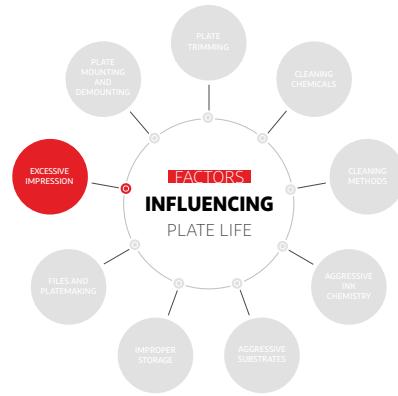 PLATE
TRIMMING
CLEANING
CHEMICALS
CLEANING
METHODS
AGGRESSIVE
INK
CHEMISTRY
AGGRESSIVE
SUBSTRATES
IMPROPER
STORAGE
FILES AND
PLATEMAKING
EXCESSIVE
IMPRESSION
PLATE
MOUNTING
AND
DEMOUNTING
FACTORS
INFLUENCING
PLATE LIFE